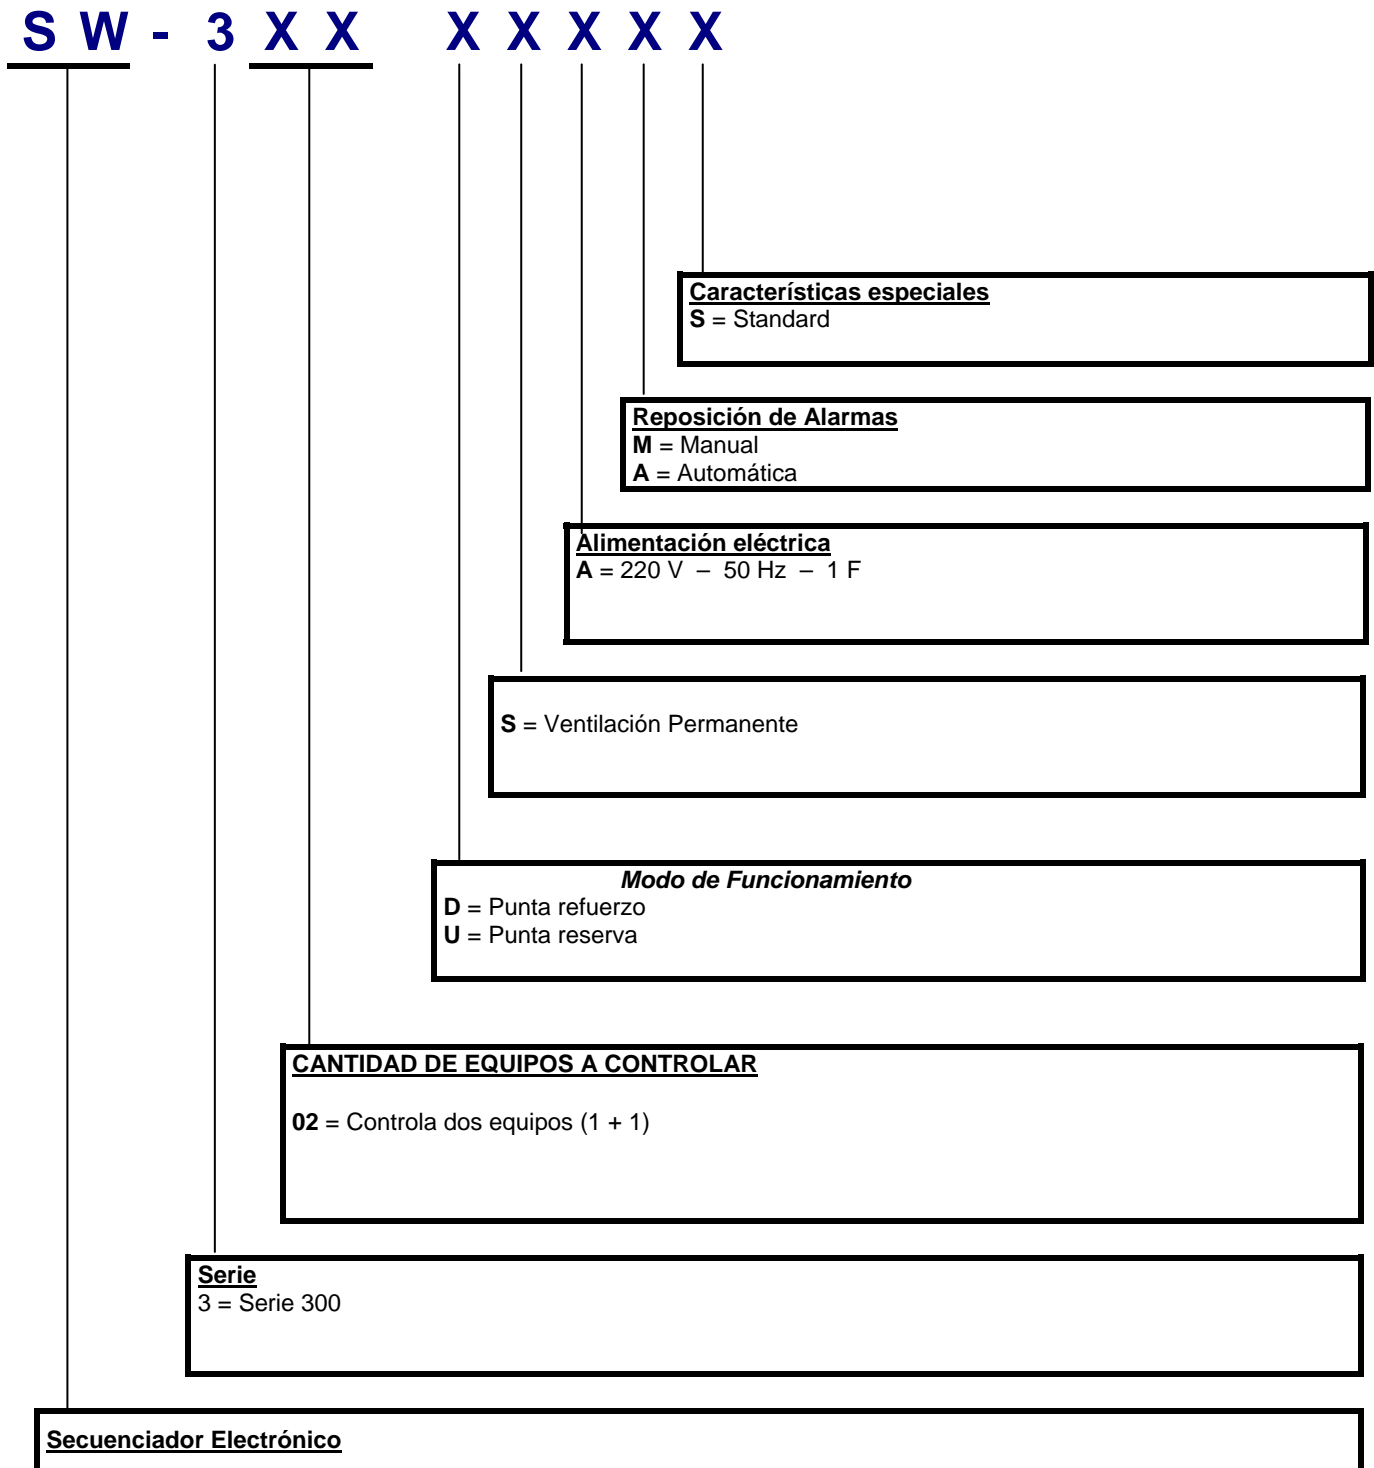 S W - 3 X X X X X X X
Características especiales
S = Standard
Reposición de Alarmas
M = Manual
A = Automática
Alimentación eléctrica
A = 220 V – 50 Hz – 1 F
S = Ventilación Permanente
Modo de Funcionamiento
D = Punta refuerzo
U = Punta reserva
CANTIDAD DE EQUIPOS A CONTROLAR
02 = Controla dos equipos (1 + 1)
Serie
3 = Serie 300
Secuenciador Electrónico